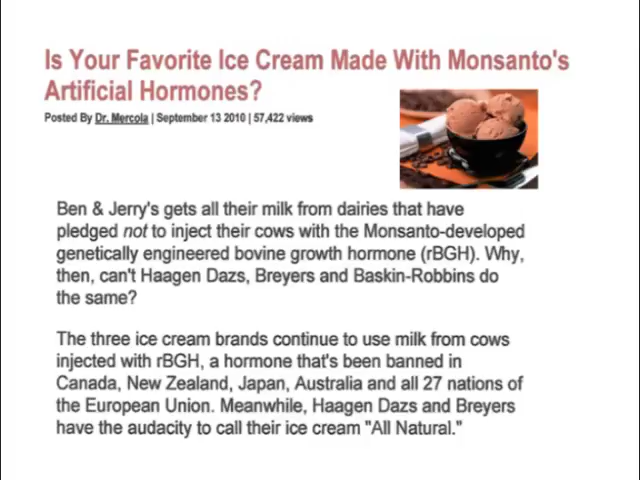 Is Your Favorite Ice Cream Made With Monsanto's
Artificial Hormones?
Posted By Dr. Mercola | September 13 2010 | 57,422 views
Ben & Jerry's gets all their milk from dairies that have
pledged not to inject their cows with the Monsanto-developed
genetically engineered bovine growth hormone (rBGH). Why,
then, can't Haagen Dazs, Breyers and Baskin-Robbins do
the same?
The three ice cream brands continue to use milk from cows
injected with rBGH, a hormone that's been banned in
Canada, New Zealand, Japan, Australia and all 27 nations of
the European Union. Meanwhile, Haagen Dazs and Breyers
have the audacity to call their ice cream "All Natural."